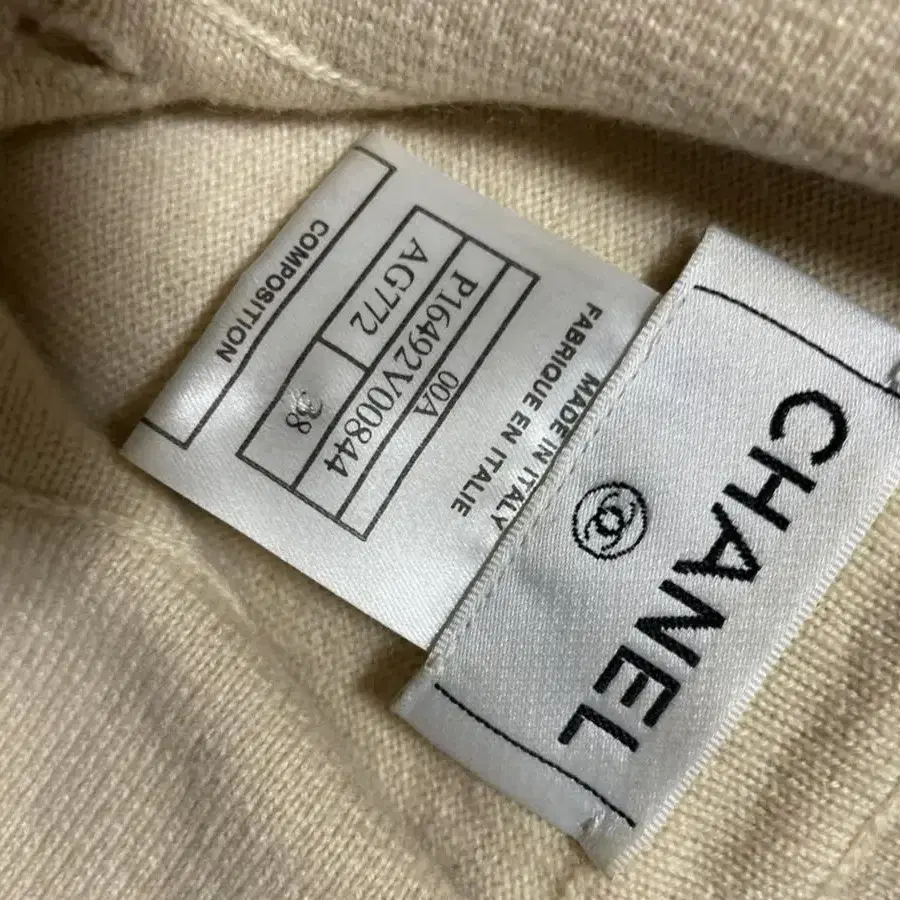 CHANEL
MADE IN ITALY
FABRIQUE EN ITALIE
00A
P16492V00844
AG772 38
COMPOSITION